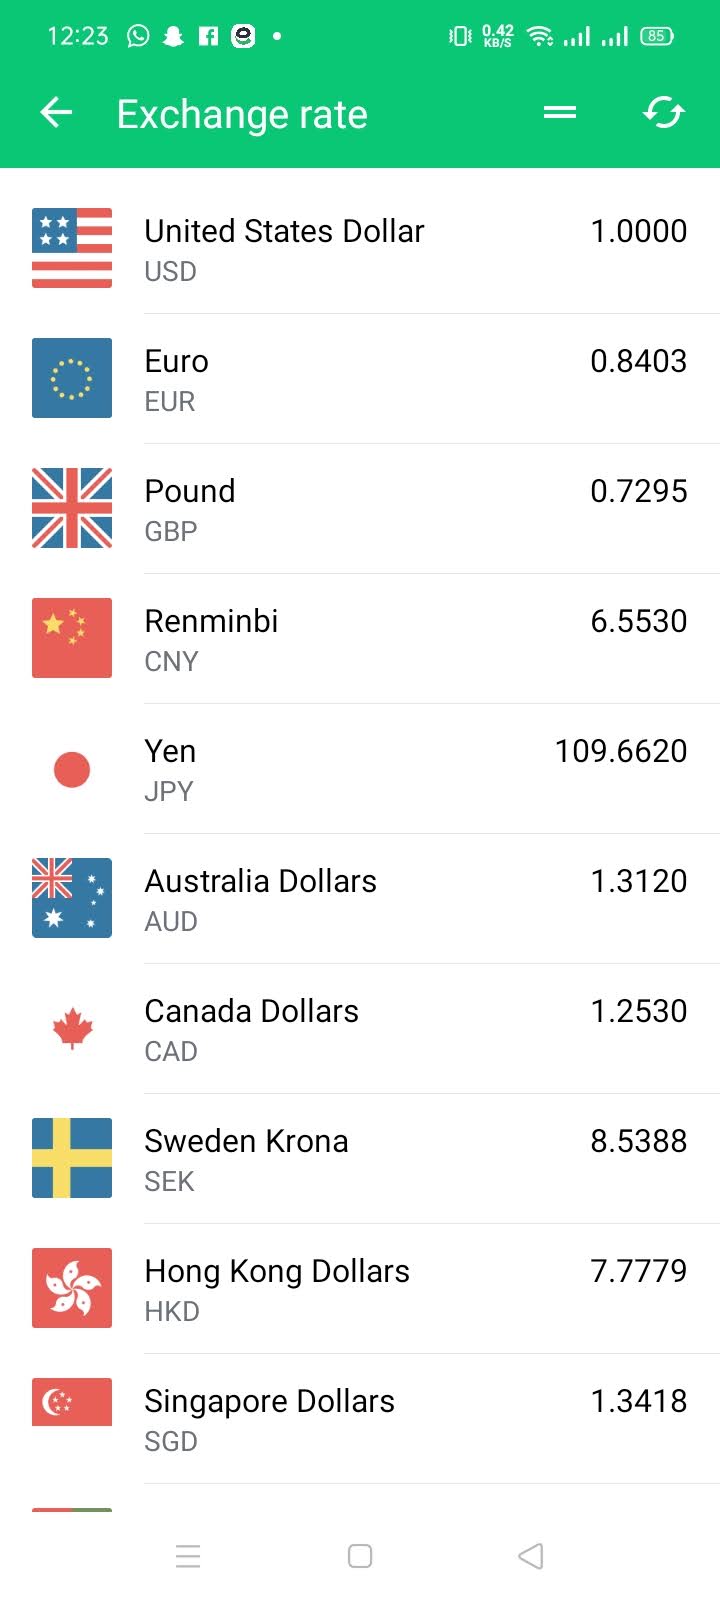 12:23 0.42 KB/S 85
Exchange rate
United States Dollar 1.0000
USD
Euro 0.8403
EUR
Pound 0.7295
GBP
Renminbi 6.5530
CNY
Yen 109.6620
JPY
Australia Dollars 1.3120
AUD
Canada Dollars 1.2530
CAD
Sweden Krona 8.5388
SEK
Hong Kong Dollars 7.7779
HKD
Singapore Dollars 1.3418
SGD